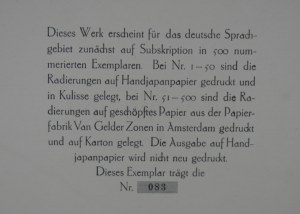 Dieses Werk erscheint für das deutsche Sprach-
gebiet zunächst auf Subskription in 500 num-
merierten Exemplaren. Bei Nr. 1–50 sind die
Radierungen auf Handjapanpapier gedruckt und
in Kulisse gelegt, bei Nr. 51–500 sind die Ra-
dierungen auf geschöpftes Papier aus der Papier-
fabrik Van Gelder Zonen in Amsterdam gedruckt
und auf Karton gelegt. Die Ausgabe auf Hand-
japanpapier wird nicht neu gedruckt.
Dieses Exemplar trägt die
Nr. 083